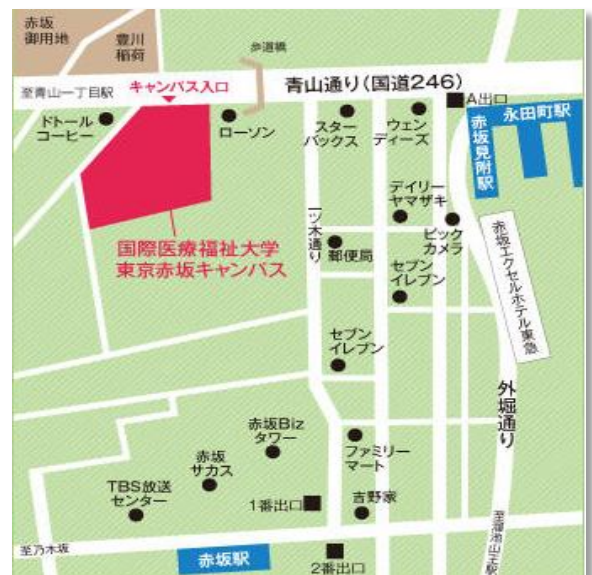 赤坂
御用地
豊川
稲荷
歩道橋
至青山一丁目駅
キャンパス入口
青山通り(国道246)
A出口
永田町駅
赤坂見附駅
ドトール
コーヒー
ローソン
スター
バックス
ウェン
ディーズ
デイリー
ヤマザキ
一ツ木通り
ビック
カメラ
国際医療福祉大学
東京赤坂キャンパス
郵便局
セブン
イレブン
赤坂エクセルホテル東急
セブン
イレブン
外堀通り
赤坂Biz
タワー
赤坂
サカス
ファミリー
マート
TBS放送
センター
1番出口
吉野家
至乃木坂
赤坂駅
2番出口
至溜池山王駅